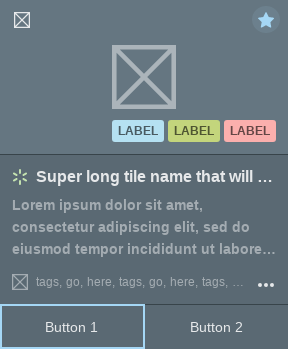 LABEL LABEL LABEL
Super long tile name that will …
Lorem ipsum dolor sit amet,
consectetur adipiscing elit, sed do
eiusmod tempor incididunt ut labore…
tags, go, here, tags, go, here, tags, …
Button 1 Button 2